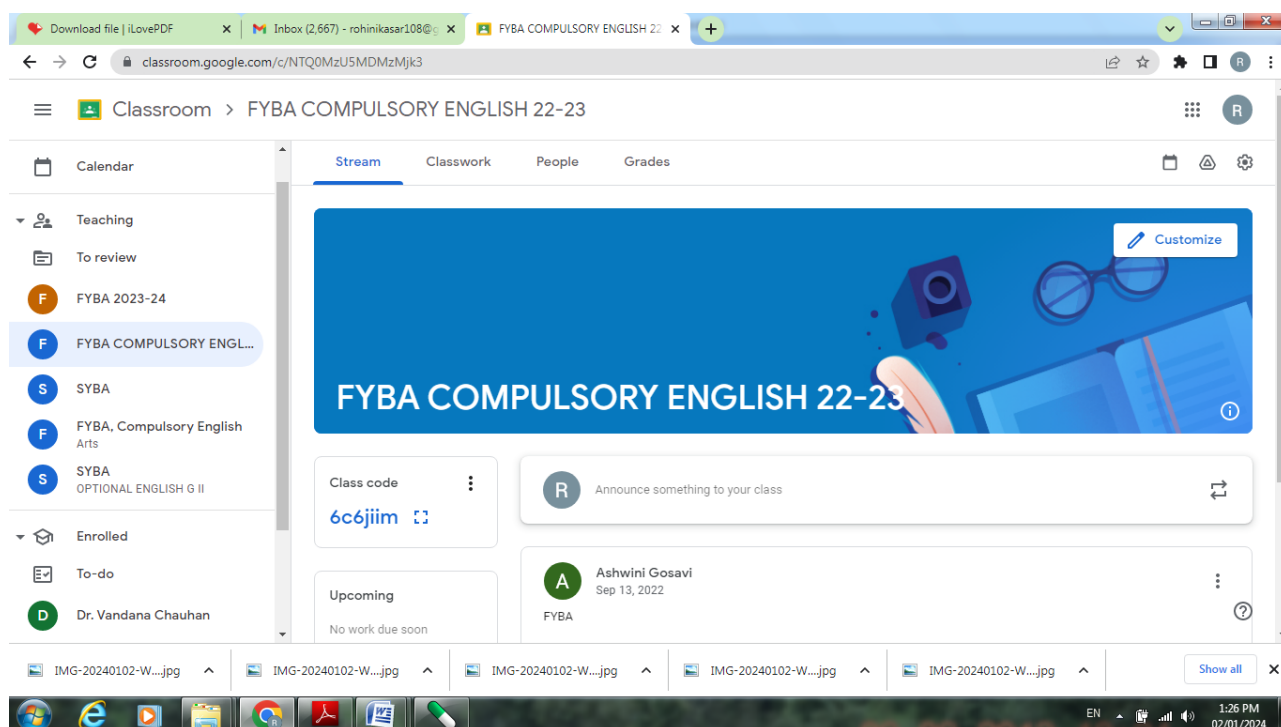 Download file | iLovePDF
Inbox (2,667) - rohinikasar108@g
FYBA COMPULSORY ENGLISH 22
classroom.google.com/c/NTQ0MzU5MDMzMjk3
R
Classroom > FYBA COMPULSORY ENGLISH 22-23
R
Calendar
Stream Classwork People Grades
Teaching
To review
F FYBA 2023-24
F FYBA COMPULSORY ENGL...
S SYBA
F FYBA, Compulsory English
Arts
S SYBA
OPTIONAL ENGLISH G II
Enrolled
To-do
D Dr. Vandana Chauhan
Customize
FYBA COMPULSORY ENGLISH 22-23
Class code
6c6jiim
Upcoming
No work due soon
R Announce something to your class
A Ashwini Gosavi
Sep 13, 2022
FYBA
IMG-20240102-W....jpg IMG-20240102-W....jpg IMG-20240102-W....jpg IMG-20240102-W....jpg IMG-20240102-W....jpg Show all
EN 1:26 PM
02/01/2024